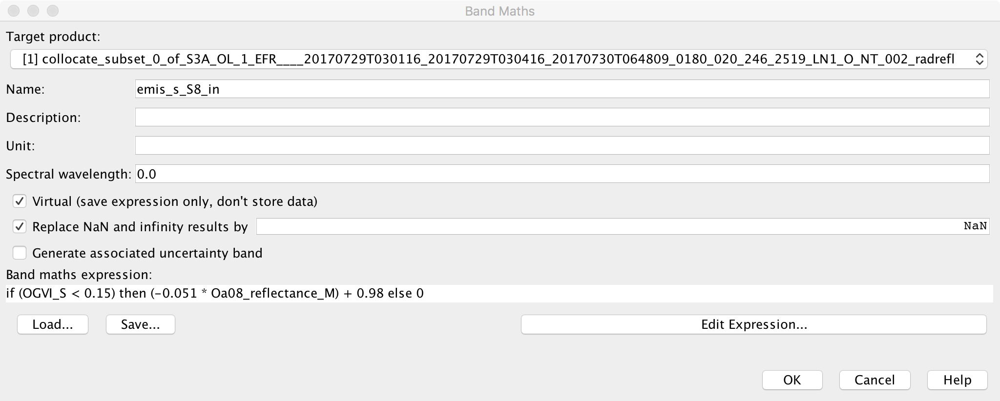 Band Maths
Target product:
[1] collocate_subset_0_of_S3A_OL_1_EFR____20170729T030116_20170729T030416_20170730T064809_0180_020_246_2519_LN1_O_NT_002_radrefl
Name: emis_s_S8_in
Description:
Unit:
Spectral wavelength: 0.0
Virtual (save expression only, don't store data)
Replace NaN and infinity results by NaN
Generate associated uncertainty band
Band maths expression:
if (OGVI_S < 0.15) then (-0.051 * Oa08_reflectance_M) + 0.98 else 0
Load... Save... Edit Expression...
OK Cancel Help